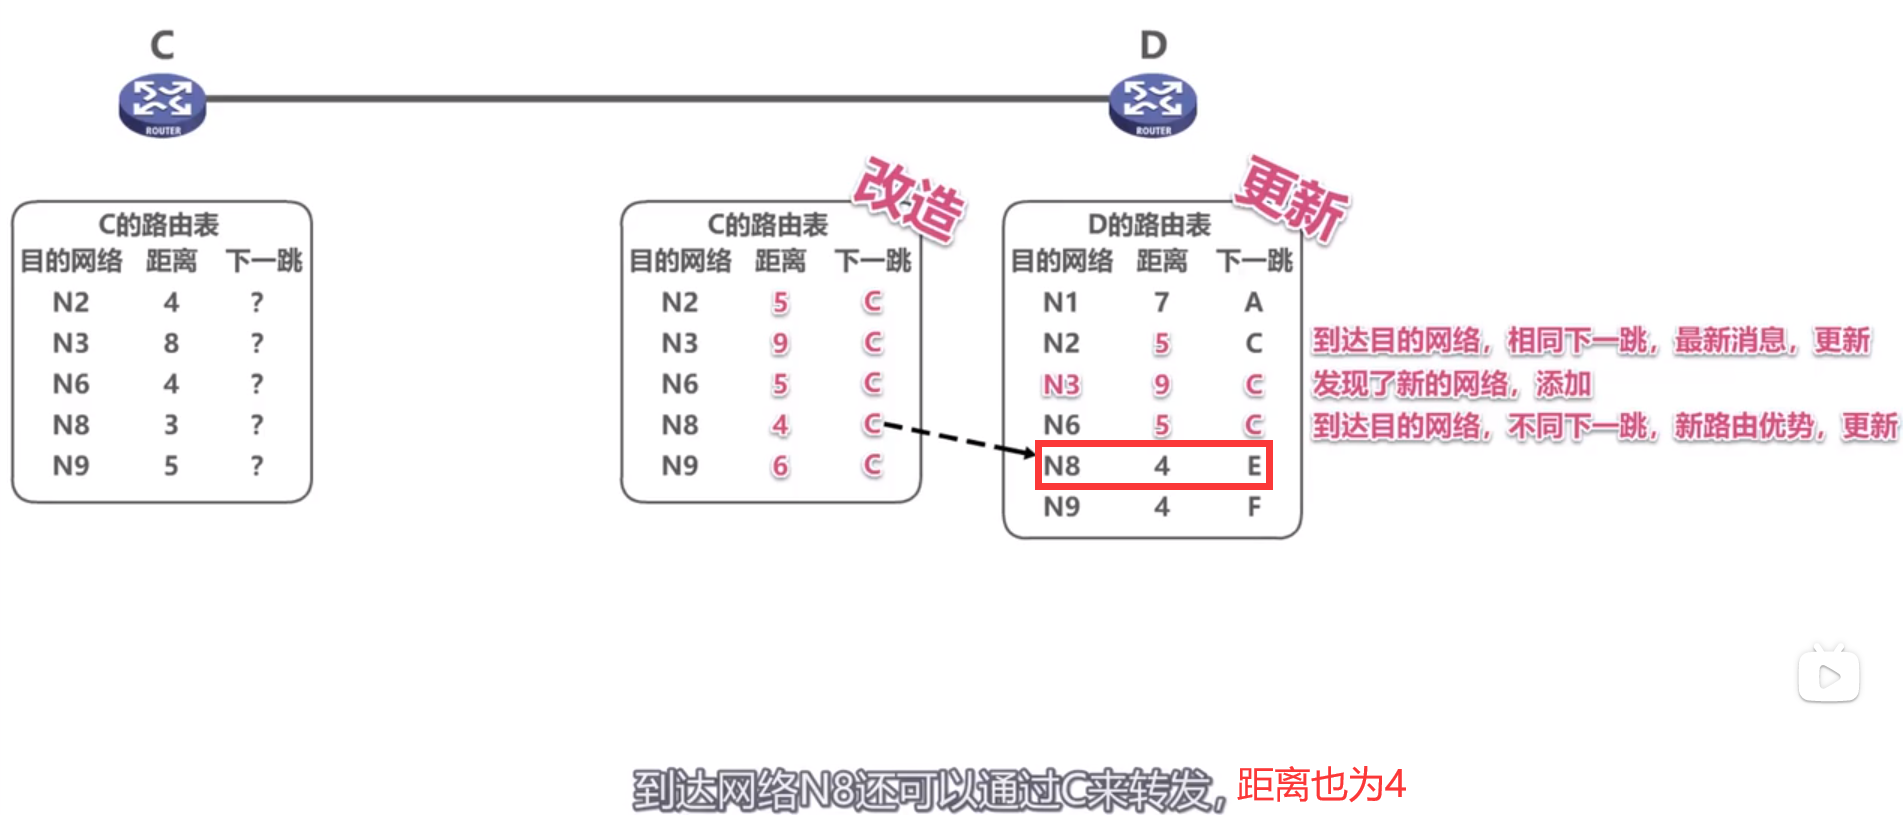 C
D
ROUTER
ROUTER
改造
更新
C的路由表
目的网络 距离 下一跳
N2 4 ?
N3 8 ?
N6 4 ?
N8 3 ?
N9 5 ?
C的路由表
目的网络 距离 下一跳
N2 5 C
N3 9 C
N6 5 C
N8 4 C
N9 6 C
D的路由表
目的网络 距离 下一跳
N1 7 A
N2 5 C 到达目的网络，相同下一跳，最新消息，更新
N3 9 C 发现了新的网络，添加
N6 5 C 到达目的网络，不同下一跳，新路由优势，更新
N8 4 E
N9 4 F
到达网络N8还可以通过C来转发，距离也为4